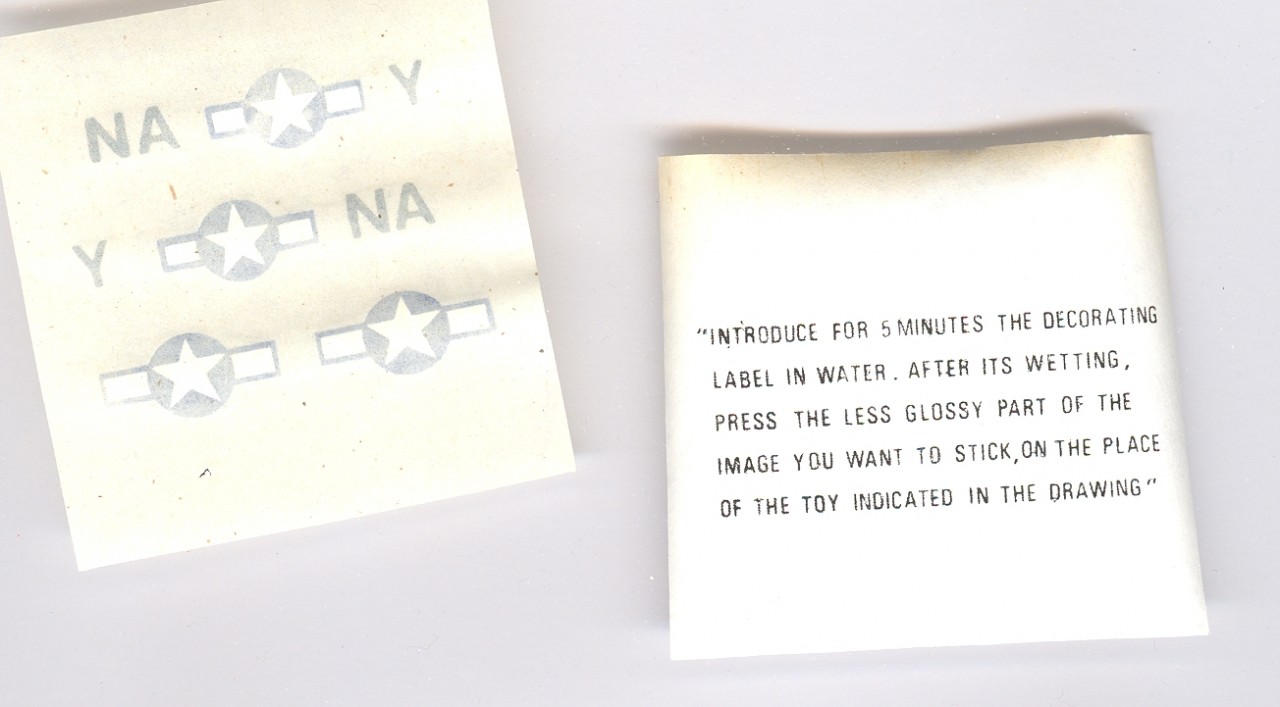 NA Y
Y NA
"INTRODUCE FOR 5 MINUTES THE DECORATING
LABEL IN WATER. AFTER ITS WETTING,
PRESS THE LESS GLOSSY PART OF THE
IMAGE YOU WANT TO STICK, ON THE PLACE
OF THE TOY INDICATED IN THE DRAWING"